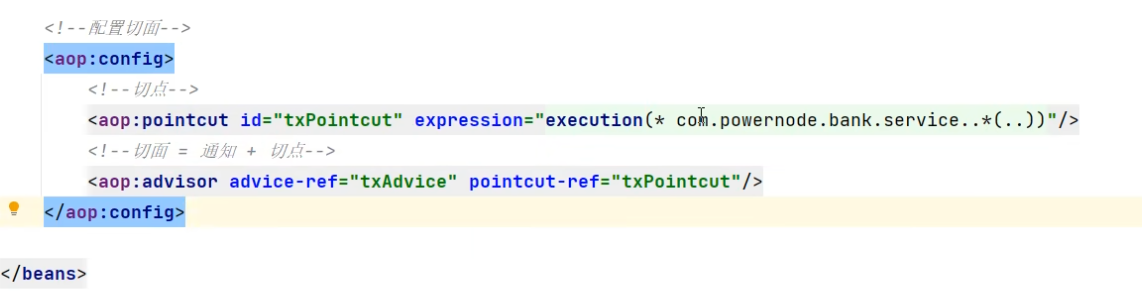 <!--配置切面-->
<aop:config>
<!--切点-->
<aop:pointcut id="txPointcut" expression="execution(* com.powernode.bank.service..*(..))"/>
<!--切面 = 通知 + 切点-->
<aop:advisor advice-ref="txAdvice" pointcut-ref="txPointcut"/>
</aop:config>
</beans>